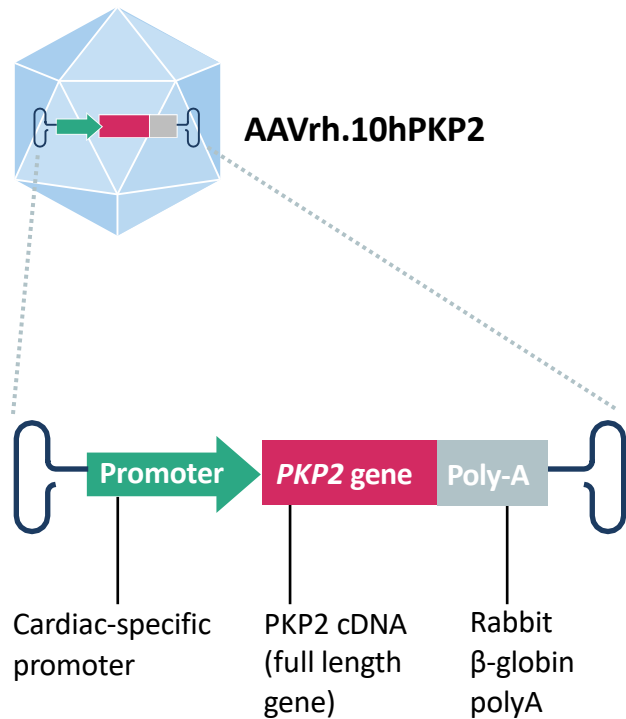 AAVrh.10hPKP2
Promoter
PKP2 gene
Poly-A
Cardiac-specific
promoter
PKP2 cDNA
(full length
gene)
Rabbit
β-globin
polyA